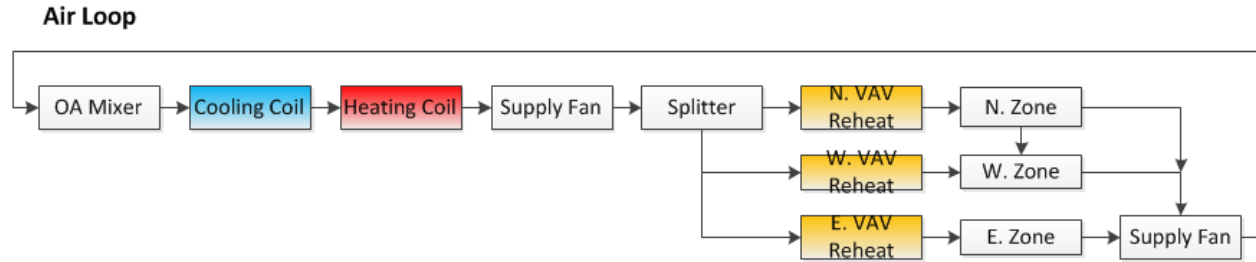 Air Loop
OA Mixer
Cooling Coil
Heating Coil
Supply Fan
Splitter
N. VAV
Reheat
N. Zone
W. VAV
Reheat
W. Zone
E. VAV
Reheat
E. Zone
Supply Fan